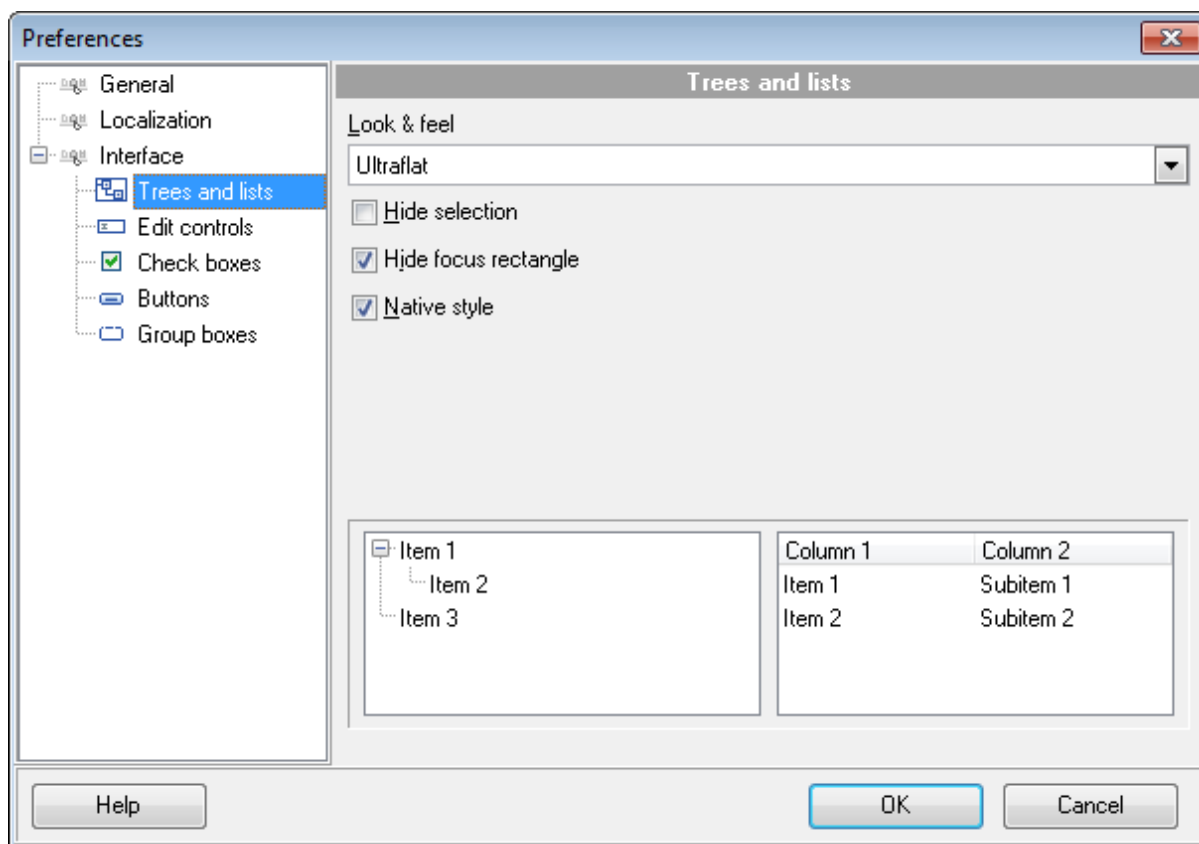 Preferences
General
Localization
Interface
Trees and lists
Edit controls
Check boxes
Buttons
Group boxes
Trees and lists
Look & feel
Ultraflat
Hide selection
Hide focus rectangle
Native style
Item 1
Item 2
Item 3
Column 1 Column 2
Item 1 Subitem 1
Item 2 Subitem 2
Help OK Cancel